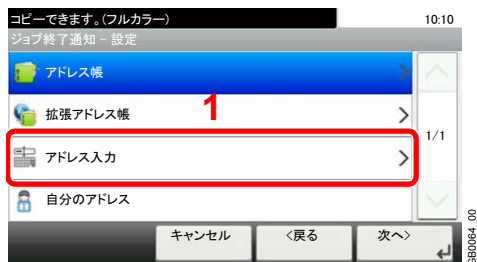 コピーできます。(フルカラー)
10:10
ジョブ終了通知 - 設定
アドレス帳
拡張アドレス帳
1
1/1
アドレス入力
自分のアドレス
キャンセル
<戻る
次へ>
GB0064_00